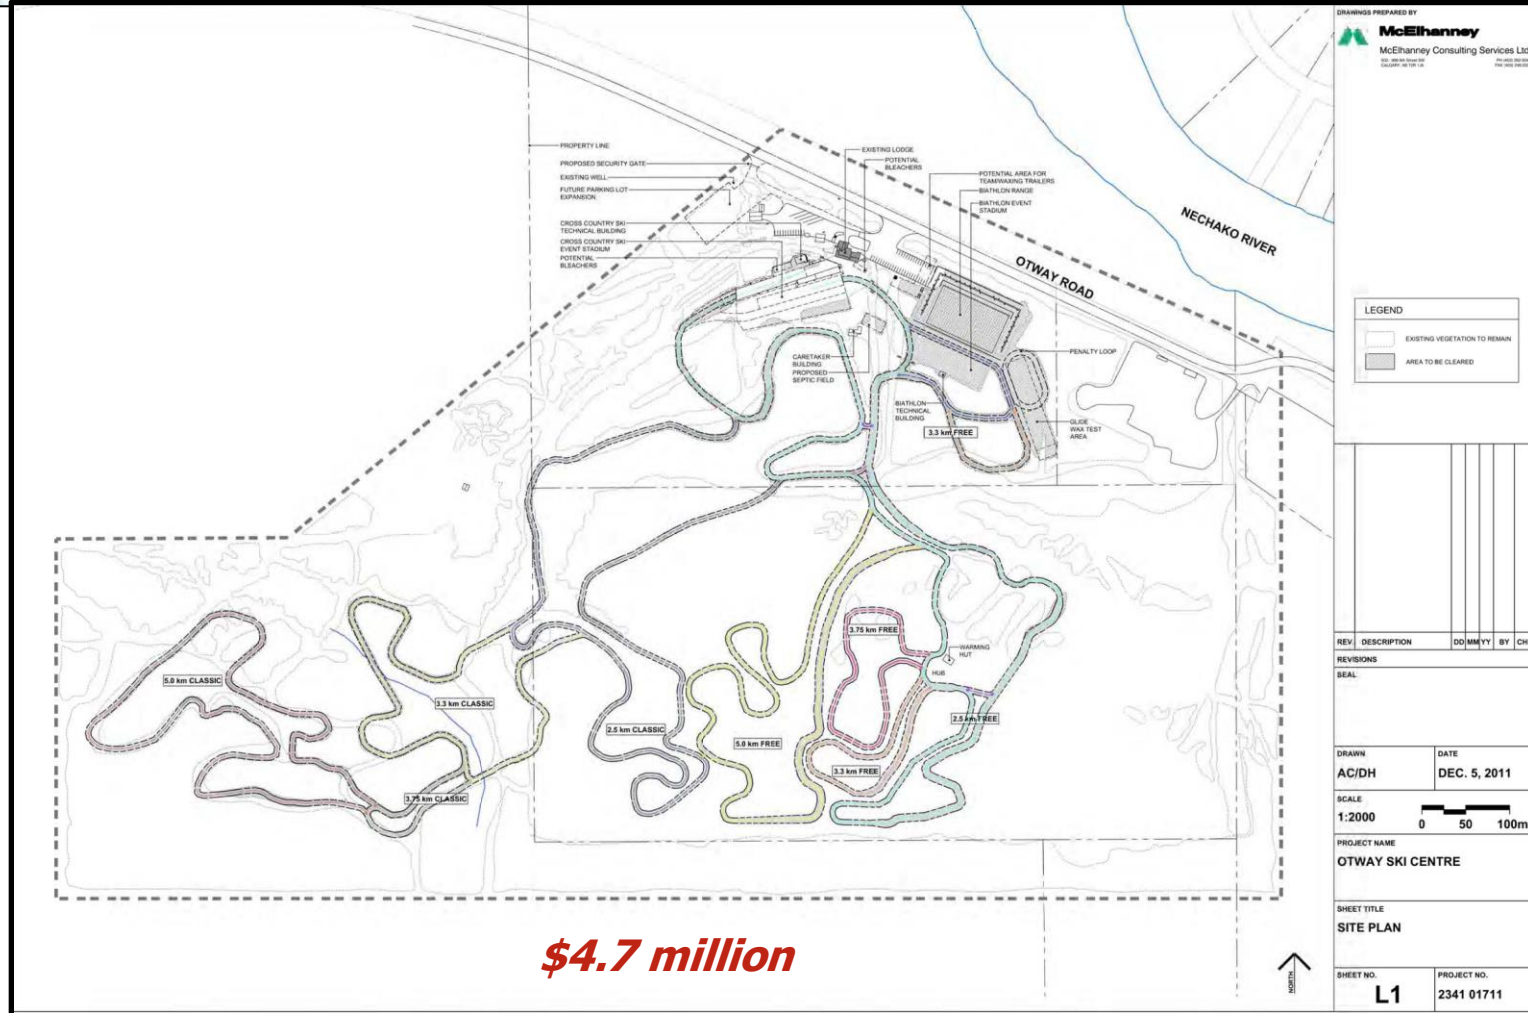 PROPERTY LINE
PROPOSED SECURITY GATE
EXISTING WELL
FUTURE PARKING LOT
EXPANSION
CROSS COUNTRY SKI
TECHNICAL BUILDING
CROSS COUNTRY SKI
EVENT STADIUM
POTENTIAL
BLEACHERS
EXISTING LODGE
POTENTIAL
BLEACHERS
POTENTIAL AREA FOR
TEAM/WAXING TRAILERS
BIATHLON RANGE
BIATHLON EVENT
STADIUM
NECHAKO RIVER
OTWAY ROAD
CARETAKER
BUILDING
PROPOSED
SEPTIC FIELD
PENALTY LOOP
BIATHLON
TECHNICAL
BUILDING
GLIDE
WAX TEST
AREA
3.3 km FREE
3.75 km FREE
WARMING
HUT
HUB
5.0 km CLASSIC
3.3 km CLASSIC
2.5 km CLASSIC
5.0 km FREE
2.5 km FREE
3.3 km FREE
3.75 km CLASSIC
$4.7 million
NORTH
DRAWINGS PREPARED BY
McElhanney
McElhanney Consulting Services Ltd
LEGEND
EXISTING VEGETATION TO REMAIN
AREA TO BE CLEARED
REV. DESCRIPTION DD MM YY BY CH
REVISIONS
SEAL
DRAWN DATE
AC/DH DEC. 5, 2011
SCALE
1:2000 0 50 100m
PROJECT NAME
OTWAY SKI CENTRE
SHEET TITLE
SITE PLAN
SHEET NO. PROJECT NO.
L1 2341 01711